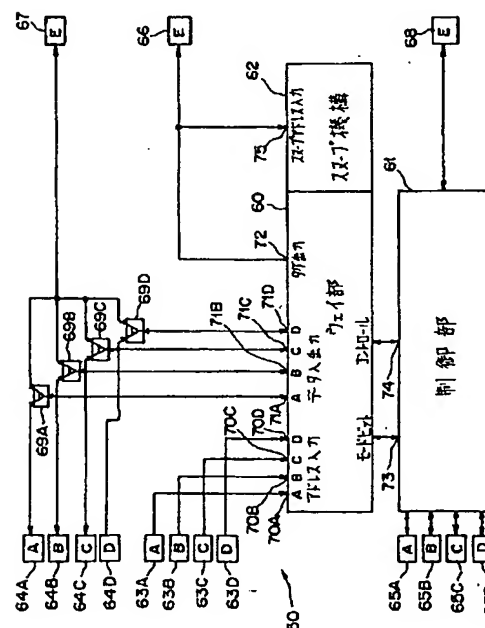 67
E
66
E
68
E
62
スヌープアドレス入力
75
スヌープ機構
60
タグ出力
72
61
69A
69B
69C
69D
71D
71C
71B
71A
A B C D
データ入出力
ウェイ部
コントロール
74
制御部
70D
70C
70B
70A
A B C D
アドレス入力
モードビット
73
64A A
64B B
64C C
64D D
63A A
63B B
63C C
63D D
65A A
65B B
65C C
50